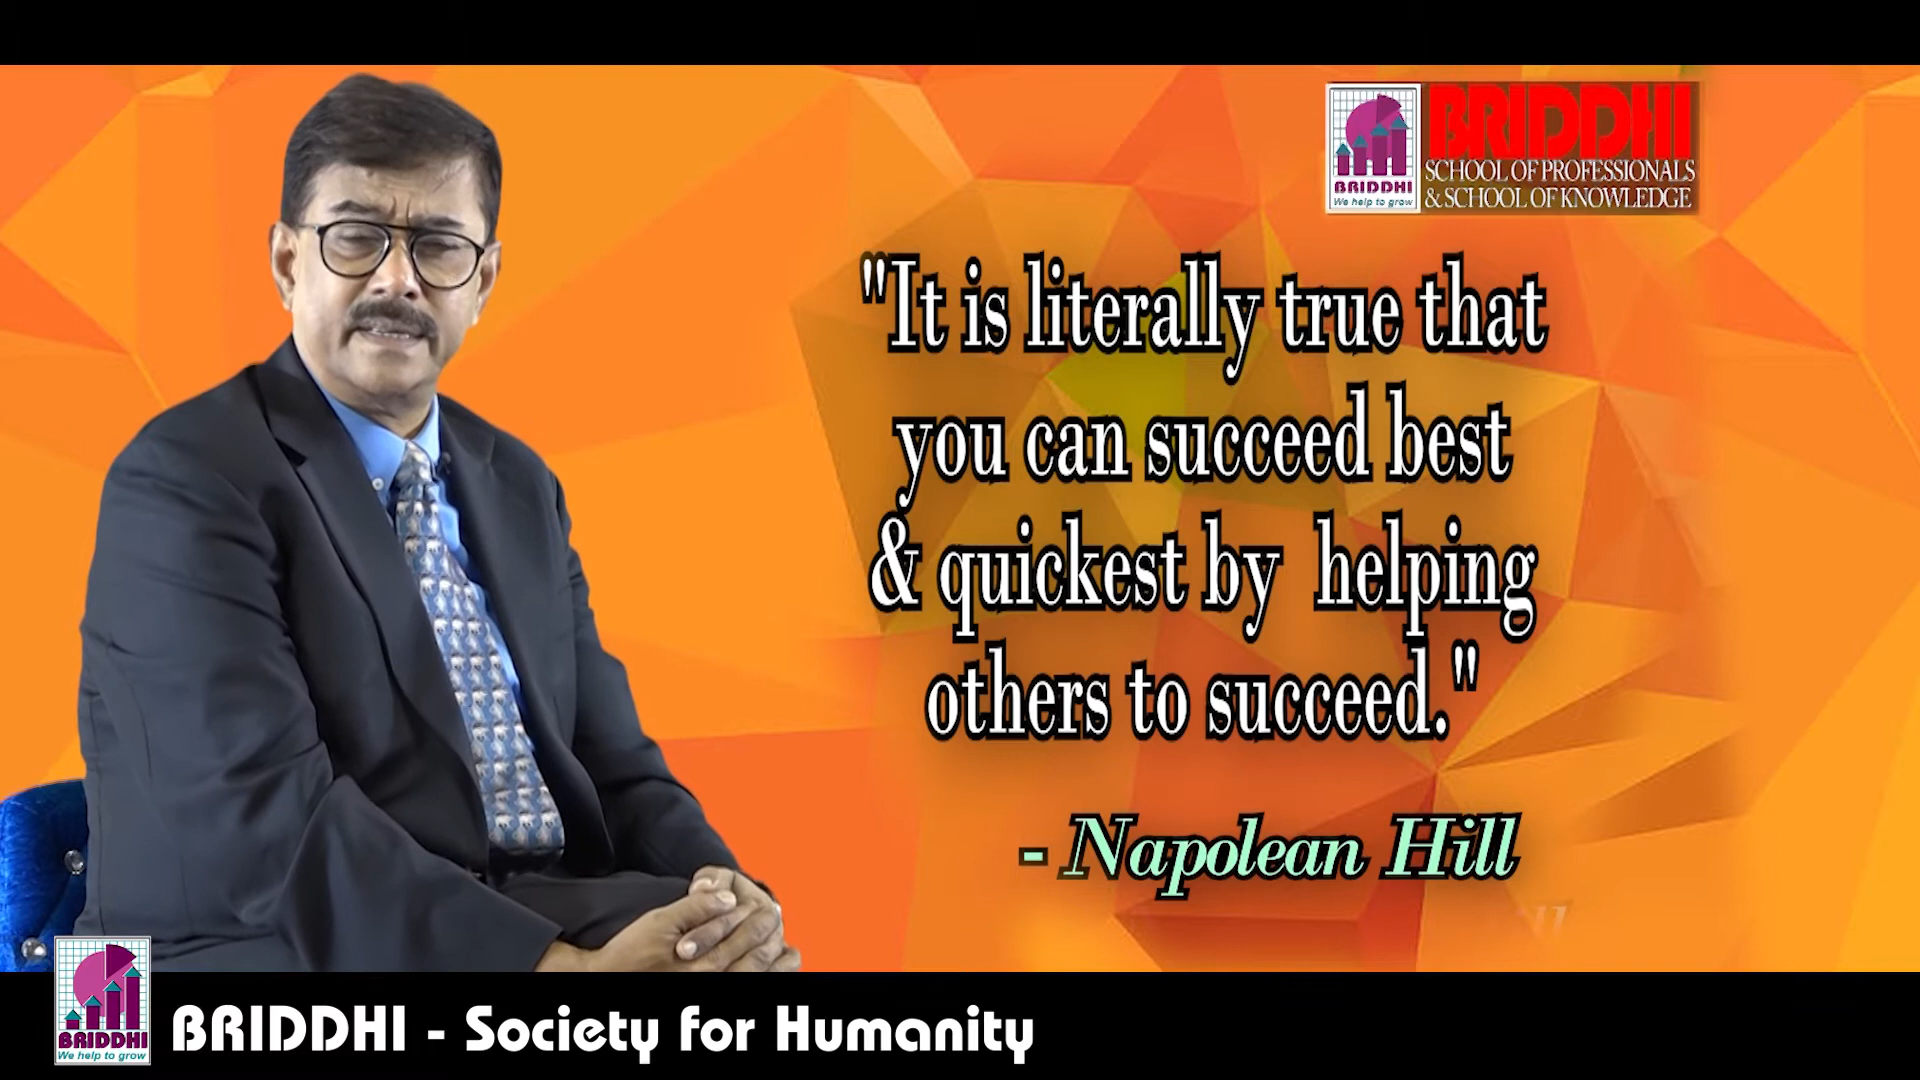 BRIDDHI
SCHOOL OF PROFESSIONALS
& SCHOOL OF KNOWLEDGE
BRIDDHI
We help to grow
"It is literally true that
you can succeed best
& quickest by helping
others to succeed."
- Napolean Hill
BRIDDHI
We help to grow
BRIDDHI - Society for Humanity